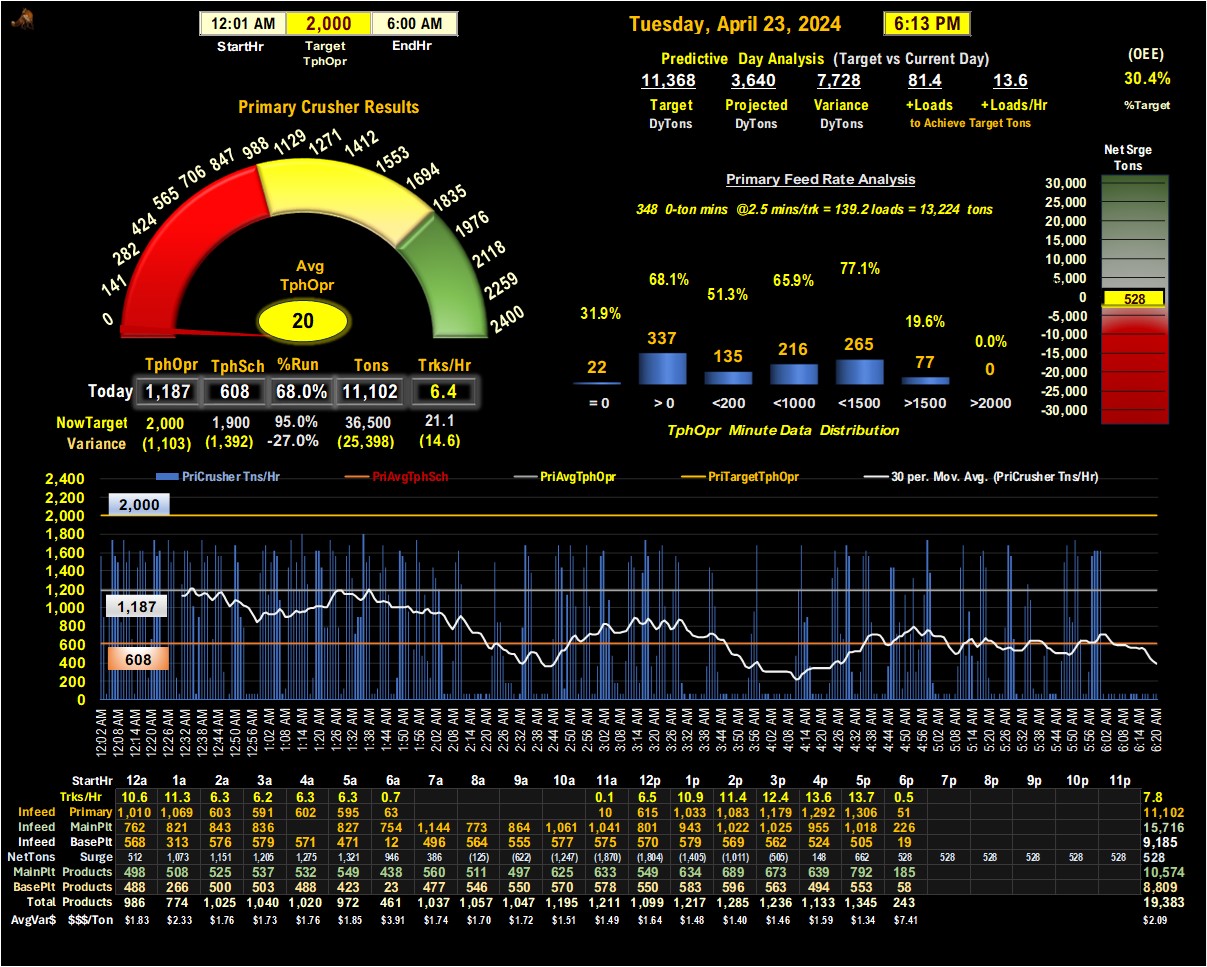 12:01 AM 2,000 6:00 AM
StartHr Target TphOpr EndHr
Tuesday, April 23, 2024 6:13 PM
Predictive Day Analysis (Target vs Current Day)
11,368 3,640 7,728 81.4 13.6
Target Projected Variance +Loads +Loads/Hr
DyTons DyTons DyTons to Achieve Target Tons
(OEE)
30.4%
%Target
Primary Crusher Results
0 141 282 424 565 706 847 988 1129 1271 1412 1553 1694 1835 1976 2118 2259 2400
Avg
TphOpr
20
TphOpr TphSch %Run Tons Trks/Hr
Today 1,187 608 68.0% 11,102 6.4
NowTarget 2,000 1,900 95.0% 36,500 21.1
Variance (1,103) (1,392) -27.0% (25,398) (14.6)
Primary Feed Rate Analysis
348 0-ton mins @2.5 mins/trk = 139.2 loads = 13,224 tons
31.9% 68.1% 51.3% 65.9% 77.1% 19.6% 0.0%
22 337 135 216 265 77 0
= 0 > 0 <200 <1000 <1500 >1500 >2000
TphOpr Minute Data Distribution
Net Srge
Tons
30,000
25,000
20,000
15,000
10,000
5,000
0 528
-5,000
-10,000
-15,000
-20,000
-25,000
-30,000
PriCrusher Tns/Hr PriAvgTphSch PriAvgTphOpr PriTargetTphOpr 30 per. Mov. Avg. (PriCrusher Tns/Hr)
2,400
2,200
2,000
1,800
1,600
1,400
1,200
1,000
800
600
400
200
0
2,000
1,187
608
12:02 AM 12:08 AM 12:14 AM 12:20 AM 12:26 AM 12:32 AM 12:38 AM 12:44 AM 12:50 AM 12:56 AM 1:02 AM 1:08 AM 1:14 AM 1:20 AM 1:26 AM 1:32 AM 1:38 AM 1:44 AM 1:50 AM 1:56 AM 2:02 AM 2:08 AM 2:14 AM 2:20 AM 2:26 AM 2:32 AM 2:38 AM 2:44 AM 2:50 AM 2:56 AM 3:02 AM 3:08 AM 3:14 AM 3:20 AM 3:26 AM 3:32 AM 3:38 AM 3:44 AM 3:50 AM 3:56 AM 4:02 AM 4:08 AM 4:14 AM 4:20 AM 4:26 AM 4:32 AM 4:38 AM 4:44 AM 4:50 AM 4:56 AM 5:02 AM 5:08 AM 5:14 AM 5:20 AM 5:26 AM 5:32 AM 5:38 AM 5:44 AM 5:50 AM 5:56 AM 6:02 AM 6:08 AM 6:14 AM 6:20 AM
StartHr 12a 1a 2a 3a 4a 5a 6a 7a 8a 9a 10a 11a 12p 1p 2p 3p 4p 5p 6p 7p 8p 9p 10p 11p
Trks/Hr 10.6 11.3 6.3 6.2 6.3 6.3 0.7 0.1 6.5 10.9 11.4 12.4 13.6 13.7 0.5 7.8
Infeed Primary 1,010 1,069 603 591 602 595 63 10 615 1,033 1,083 1,179 1,292 1,306 51 11,102
Infeed MainPlt 762 821 843 836 827 754 1,144 773 864 1,061 1,041 801 943 1,022 1,025 955 1,018 226 15,716
Infeed BasePlt 568 313 576 579 571 471 12 496 564 555 577 575 570 579 569 562 524 505 19 9,185
NetTons Surge 512 1,073 1,151 1,205 1,275 1,321 946 386 (125) (622) (1,247) (1,870) (1,804) (1,405) (1,011) (505) 148 662 528 528 528 528 528 528 528
MainPlt Products 498 508 525 537 532 549 438 560 511 497 625 633 549 634 689 673 639 792 185 10,574
BasePlt Products 488 266 500 503 488 423 23 477 546 550 570 578 550 583 596 563 494 553 58 8,809
Total Products 986 774 1,025 1,040 1,020 972 461 1,037 1,057 1,047 1,195 1,211 1,099 1,217 1,285 1,236 1,133 1,345 243 19,383
AvgVar$ $$$/Ton $1.83 $2.33 $1.76 $1.73 $1.76 $1.85 $3.91 $1.74 $1.70 $1.72 $1.51 $1.49 $1.64 $1.48 $1.40 $1.46 $1.59 $1.34 $7.41 $2.09